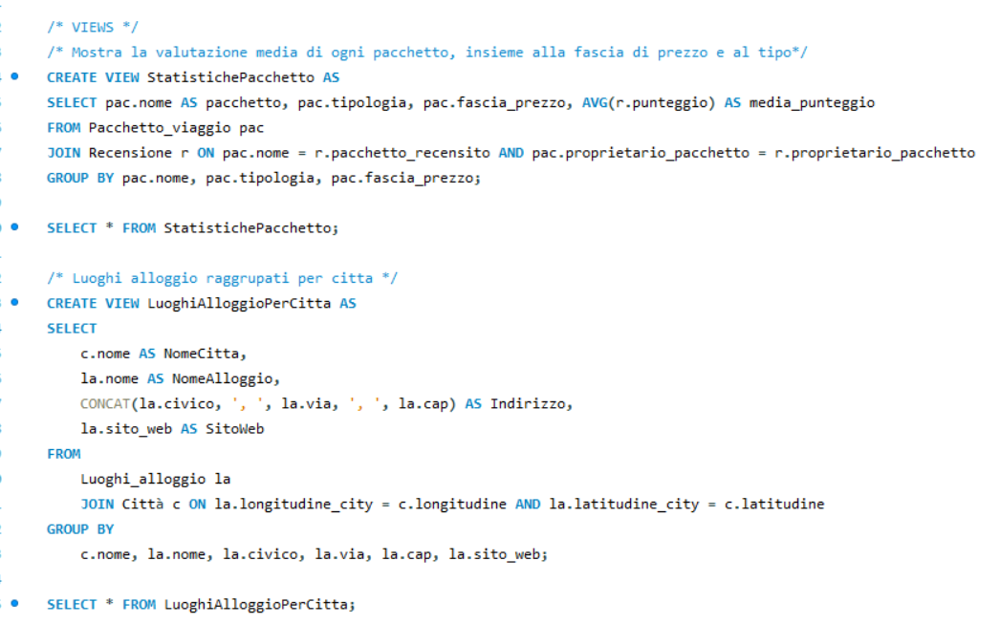 /* VIEWS */
/* Mostra la valutazione media di ogni pacchetto, insieme alla fascia di prezzo e al tipo*/
CREATE VIEW StatistichePacchetto AS
SELECT pac.nome AS pacchetto, pac.tipologia, pac.fascia_prezzo, AVG(r.punteggio) AS media_punteggio
FROM Pacchetto_viaggio pac
JOIN Recensione r ON pac.nome = r.pacchetto_recensito AND pac.proprietario_pacchetto = r.proprietario_pacchetto
GROUP BY pac.nome, pac.tipologia, pac.fascia_prezzo;
SELECT * FROM StatistichePacchetto;
/* Luoghi alloggio raggrupati per citta */
CREATE VIEW LuoghiAlloggioPerCitta AS
SELECT
c.nome AS NomeCitta,
la.nome AS NomeAlloggio,
CONCAT(la.civico, ', ', la.via, ', ', la.cap) AS Indirizzo,
la.sito_web AS SitoWeb
FROM
Luoghi_alloggio la
JOIN Città c ON la.longitudine_city = c.longitudine AND la.latitudine_city = c.latitudine
GROUP BY
c.nome, la.nome, la.civico, la.via, la.cap, la.sito_web;
SELECT * FROM LuoghiAlloggioPerCitta;